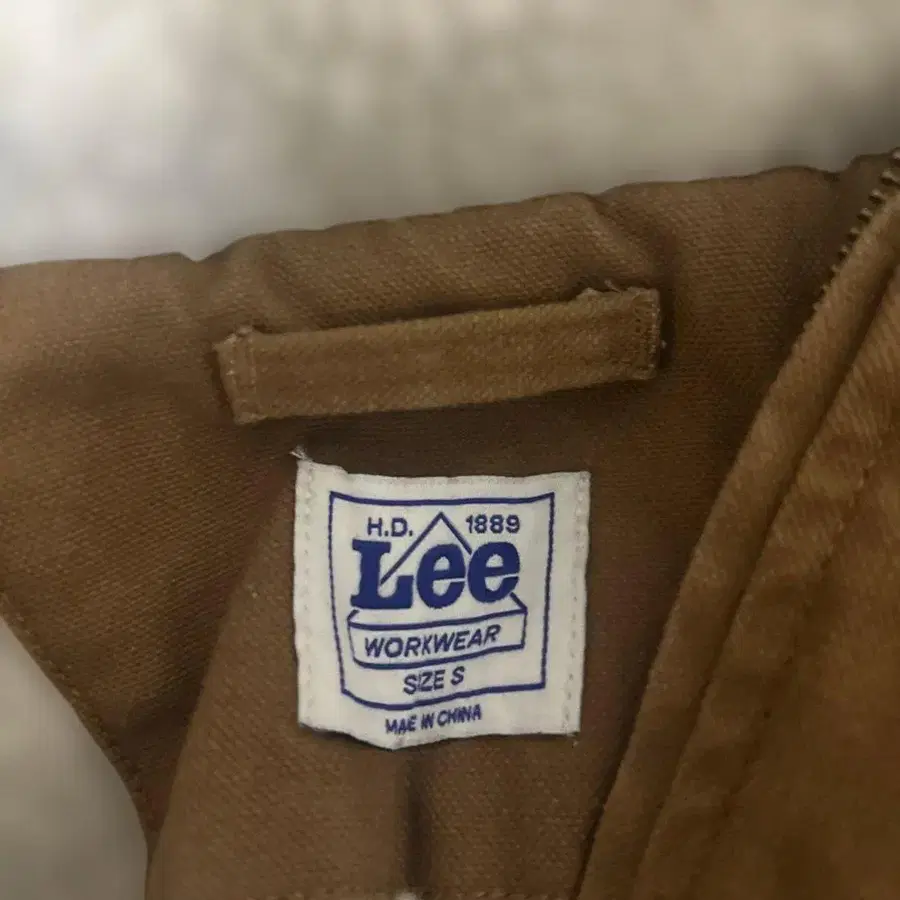 H.D. 1889
Lee
WORKWEAR
SIZE S
MAE IN CHINA